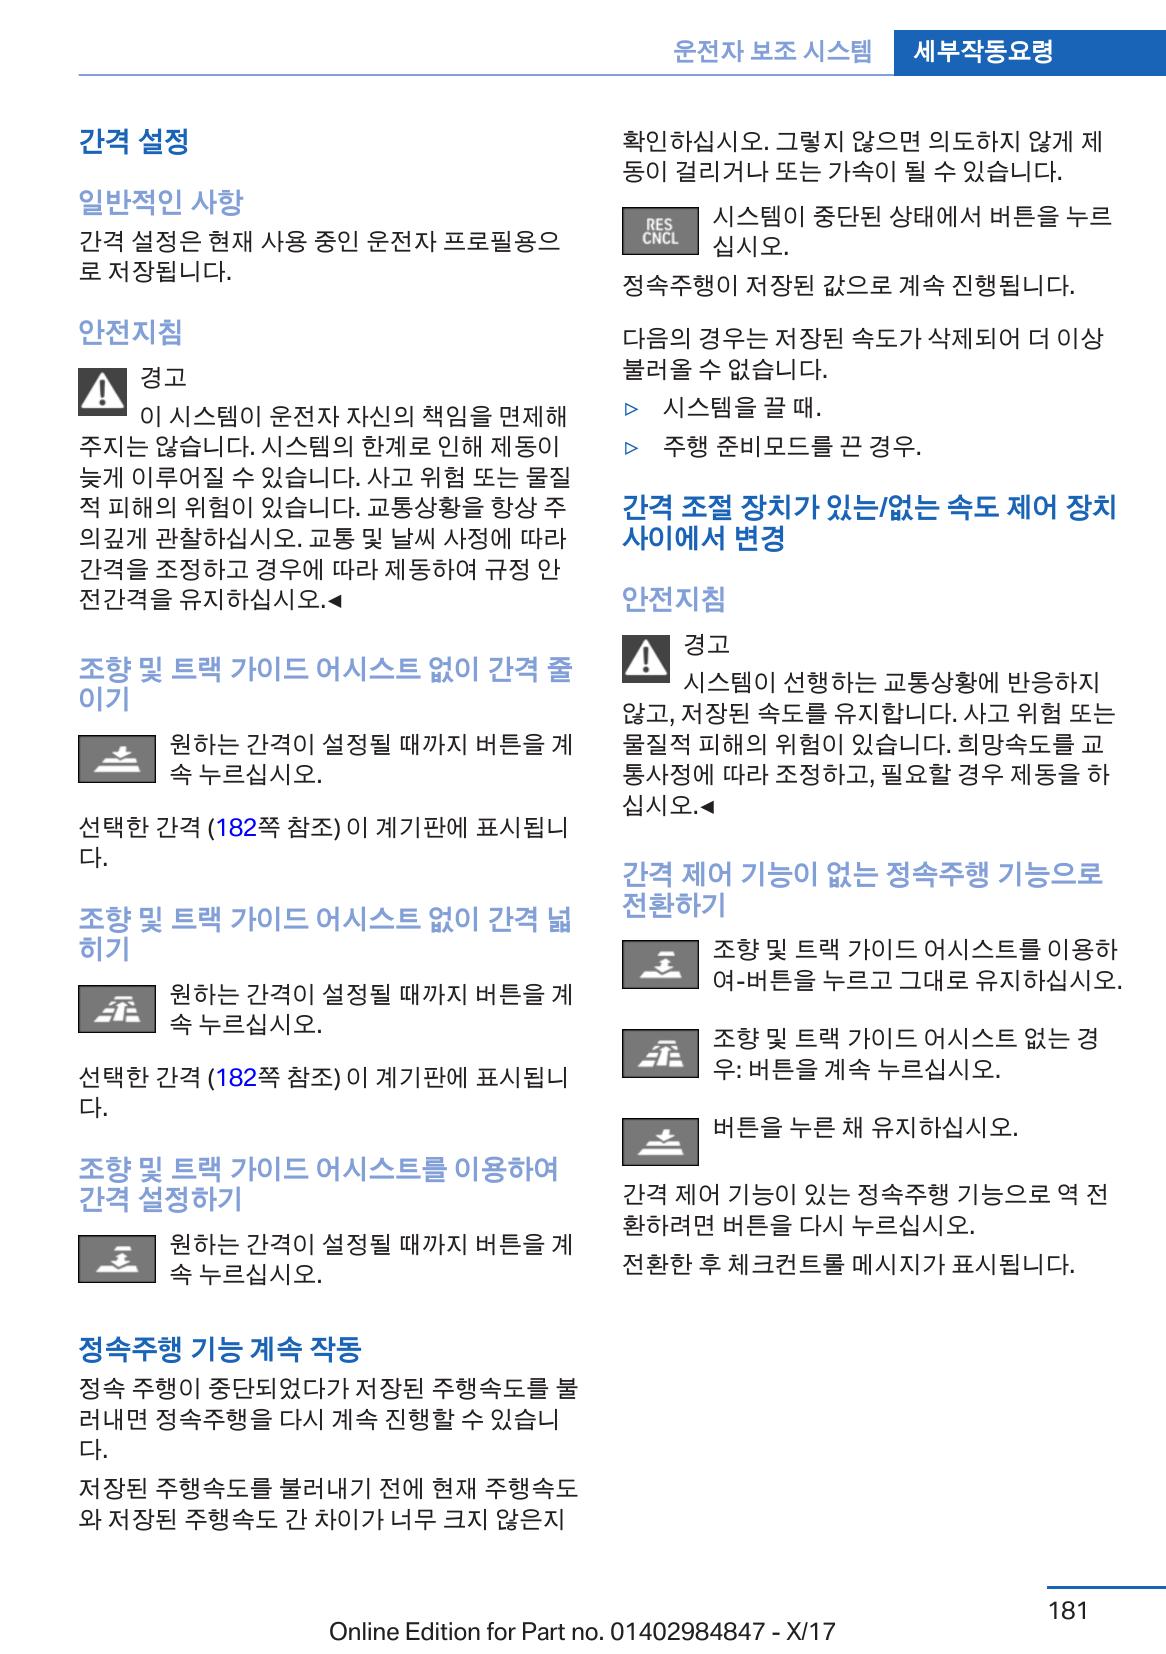 운전자 보조 시스템 세부작동요령
간격 설정
일반적인 사항
간격 설정은 현재 사용 중인 운전자 프로필용으
로 저장됩니다.
안전지침
경고
이 시스템이 운전자 자신의 책임을 면제해
주지는 않습니다. 시스템의 한계로 인해 제동이
늦게 이루어질 수 있습니다. 사고 위험 또는 물질
적 피해의 위험이 있습니다. 교통상황을 항상 주
의깊게 관찰하십시오. 교통 및 날씨 사정에 따라
간격을 조정하고 경우에 따라 제동하여 규정 안
전간격을 유지하십시오.◄
조향 및 트랙 가이드 어시스트 없이 간격 줄
이기
원하는 간격이 설정될 때까지 버튼을 계
속 누르십시오.
선택한 간격 (182쪽 참조) 이 계기판에 표시됩니
다.
조향 및 트랙 가이드 어시스트 없이 간격 넓
히기
원하는 간격이 설정될 때까지 버튼을 계
속 누르십시오.
선택한 간격 (182쪽 참조) 이 계기판에 표시됩니
다.
조향 및 트랙 가이드 어시스트를 이용하여
간격 설정하기
원하는 간격이 설정될 때까지 버튼을 계
속 누르십시오.
정속주행 기능 계속 작동
정속 주행이 중단되었다가 저장된 주행속도를 불
러내면 정속주행을 다시 계속 진행할 수 있습니
다.
저장된 주행속도를 불러내기 전에 현재 주행속도
와 저장된 주행속도 간 차이가 너무 크지 않은지
확인하십시오. 그렇지 않으면 의도하지 않게 제
동이 걸리거나 또는 가속이 될 수 있습니다.
RES
CNCL
시스템이 중단된 상태에서 버튼을 누르
십시오.
정속주행이 저장된 값으로 계속 진행됩니다.
다음의 경우는 저장된 속도가 삭제되어 더 이상
불러올 수 없습니다.
▷ 시스템을 끌 때.
▷ 주행 준비모드를 끈 경우.
간격 조절 장치가 있는/없는 속도 제어 장치
사이에서 변경
안전지침
경고
시스템이 선행하는 교통상황에 반응하지
않고, 저장된 속도를 유지합니다. 사고 위험 또는
물질적 피해의 위험이 있습니다. 희망속도를 교
통사정에 따라 조정하고, 필요할 경우 제동을 하
십시오.◄
간격 제어 기능이 없는 정속주행 기능으로
전환하기
조향 및 트랙 가이드 어시스트를 이용하
여-버튼을 누르고 그대로 유지하십시오.
조향 및 트랙 가이드 어시스트 없는 경
우: 버튼을 계속 누르십시오.
버튼을 누른 채 유지하십시오.
간격 제어 기능이 있는 정속주행 기능으로 역 전
환하려면 버튼을 다시 누르십시오.
전환한 후 체크컨트롤 메시지가 표시됩니다.
181
Online Edition for Part no. 01402984847 - X/17